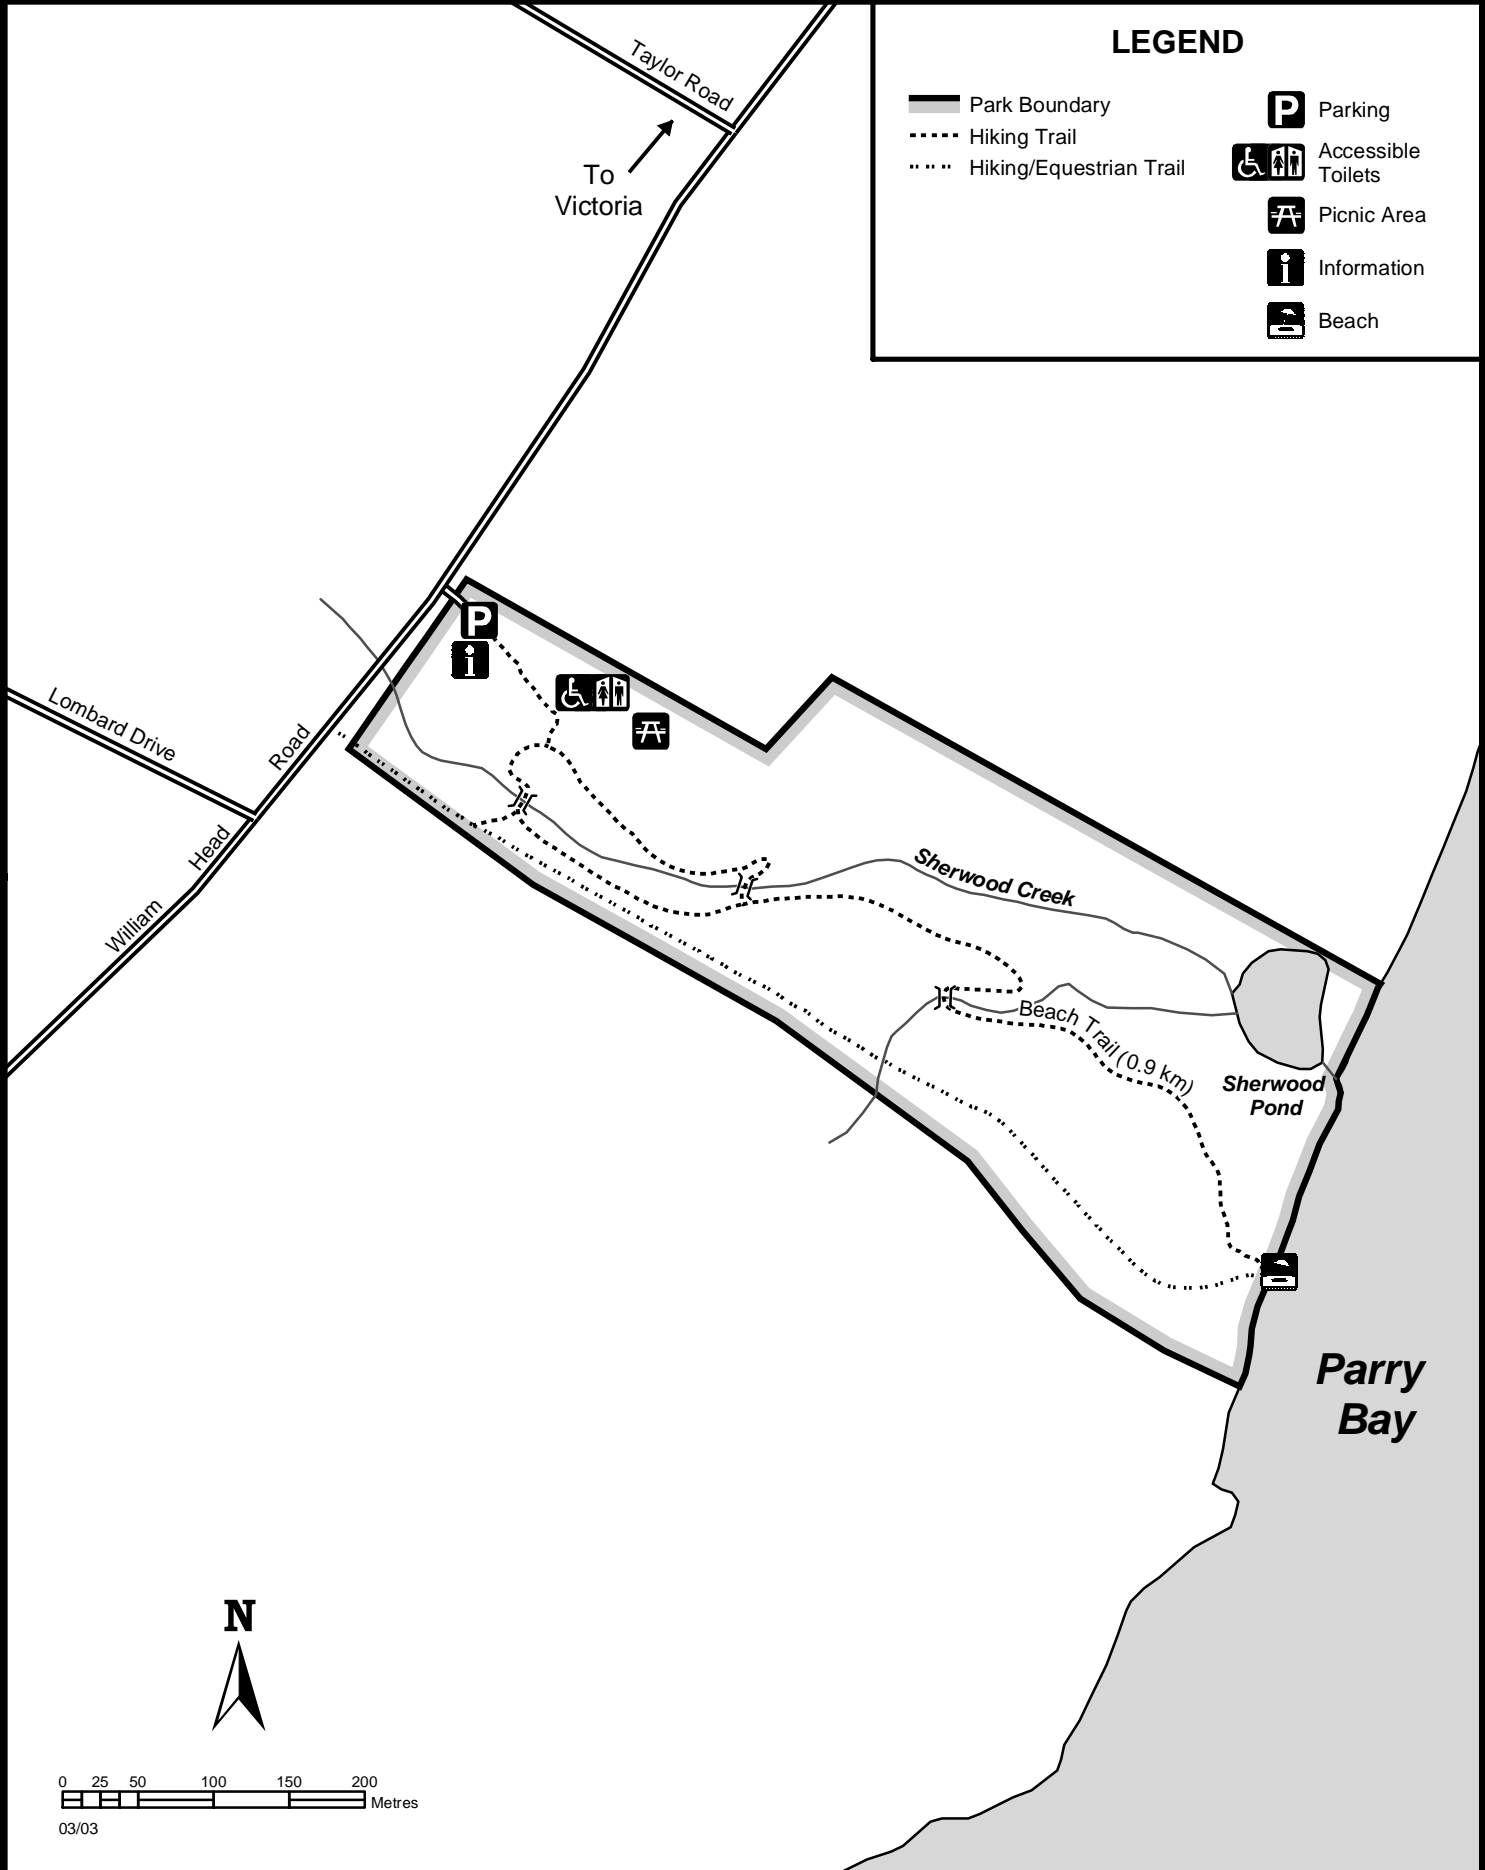 Taylor Road
To
Victoria
LEGEND
Park Boundary
Hiking Trail
Hiking/Equestrian Trail
P
Parking
Accessible
Toilets
Picnic Area
i
Information
Beach
P
i
Lombard Drive
William Head Road
Sherwood Creek
Beach Trail (0.9 km)
Sherwood
Pond
Parry
Bay
N
0 25 50 100 150 200
Metres
03/03